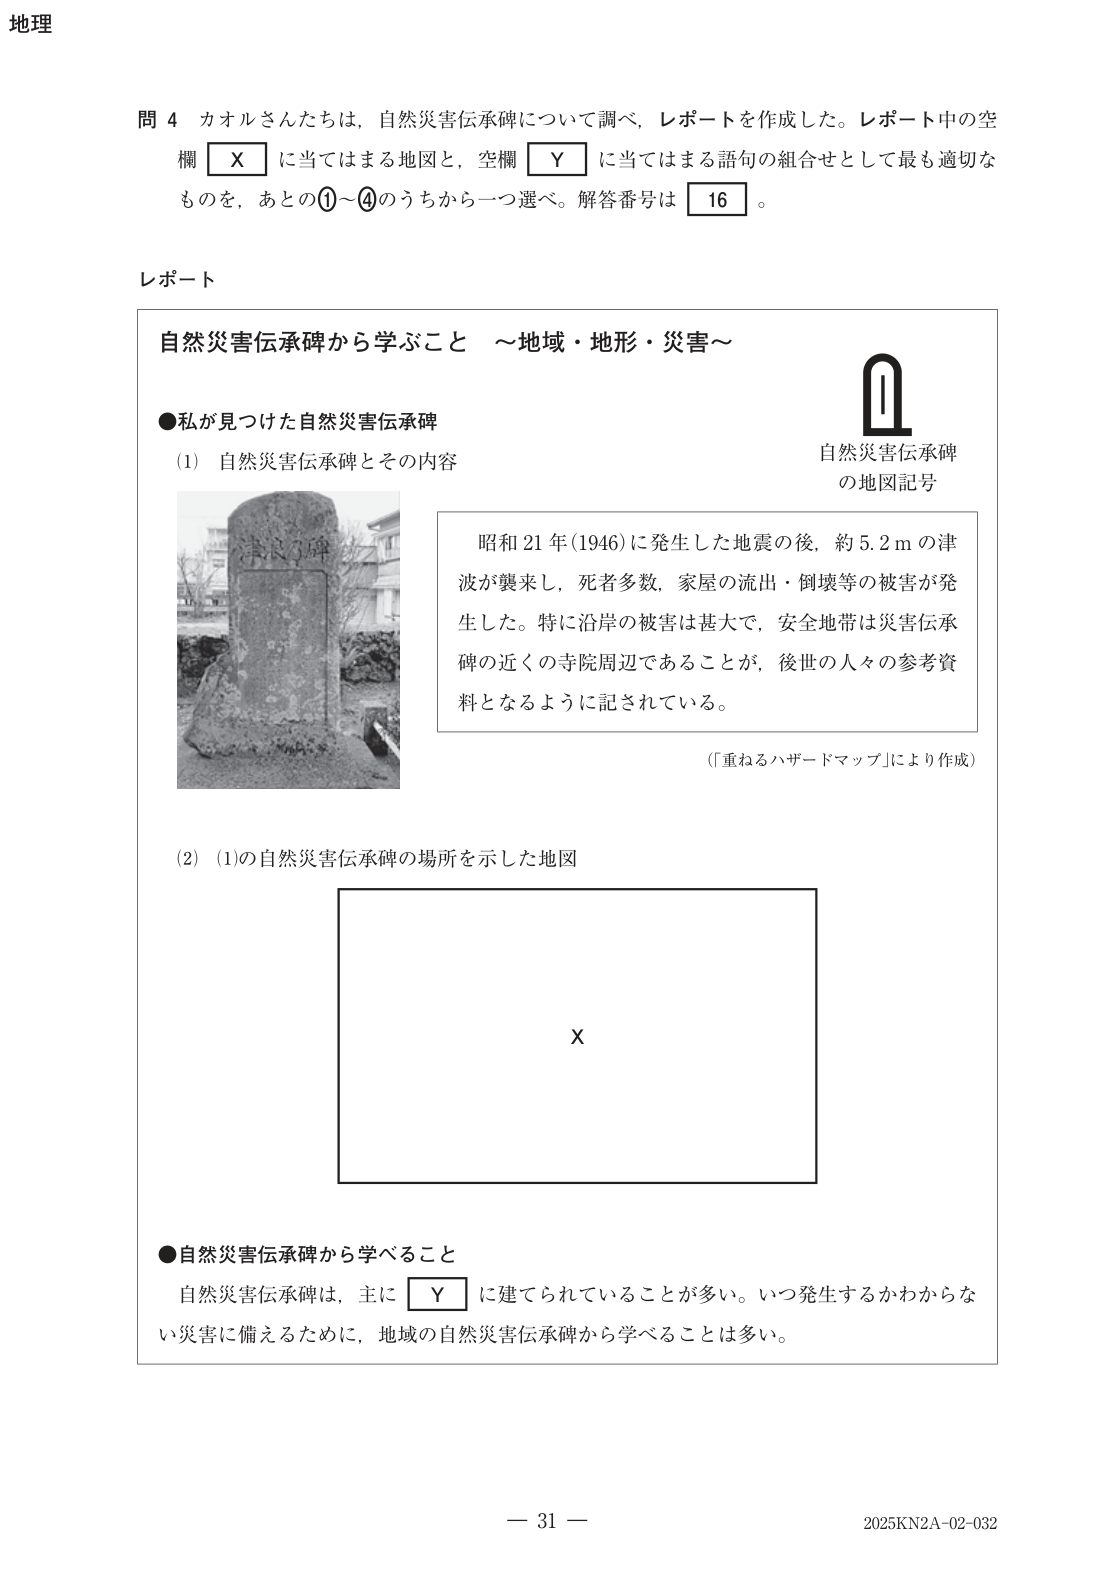 地理
問 4 カオルさんたちは，自然災害伝承碑について調べ，レポートを作成した。レポート中の空
欄 X に当てはまる地図と，空欄 Y に当てはまる語句の組合せとして最も適切な
ものを，あとの①～④のうちから一つ選べ。解答番号は 16 。
レポート
自然災害伝承碑から学ぶこと ～地域・地形・災害～
●私が見つけた自然災害伝承碑
(1) 自然災害伝承碑とその内容
自然災害伝承碑
の地図記号
津浪乃碑
昭和 21 年(1946)に発生した地震の後，約 5.2 m の津
波が襲来し，死者多数，家屋の流出・倒壊等の被害が発
生した。特に沿岸の被害は甚大で，安全地帯は災害伝承
碑の近くの寺院周辺であることが，後世の人々の参考資
料となるように記されている。
(「重ねるハザードマップ」により作成)
(2) (1)の自然災害伝承碑の場所を示した地図
X
●自然災害伝承碑から学べること
自然災害伝承碑は，主に Y に建てられていることが多い。いつ発生するかわからな
い災害に備えるために，地域の自然災害伝承碑から学べることは多い。
― 31 ―
2025KN2A-02-032